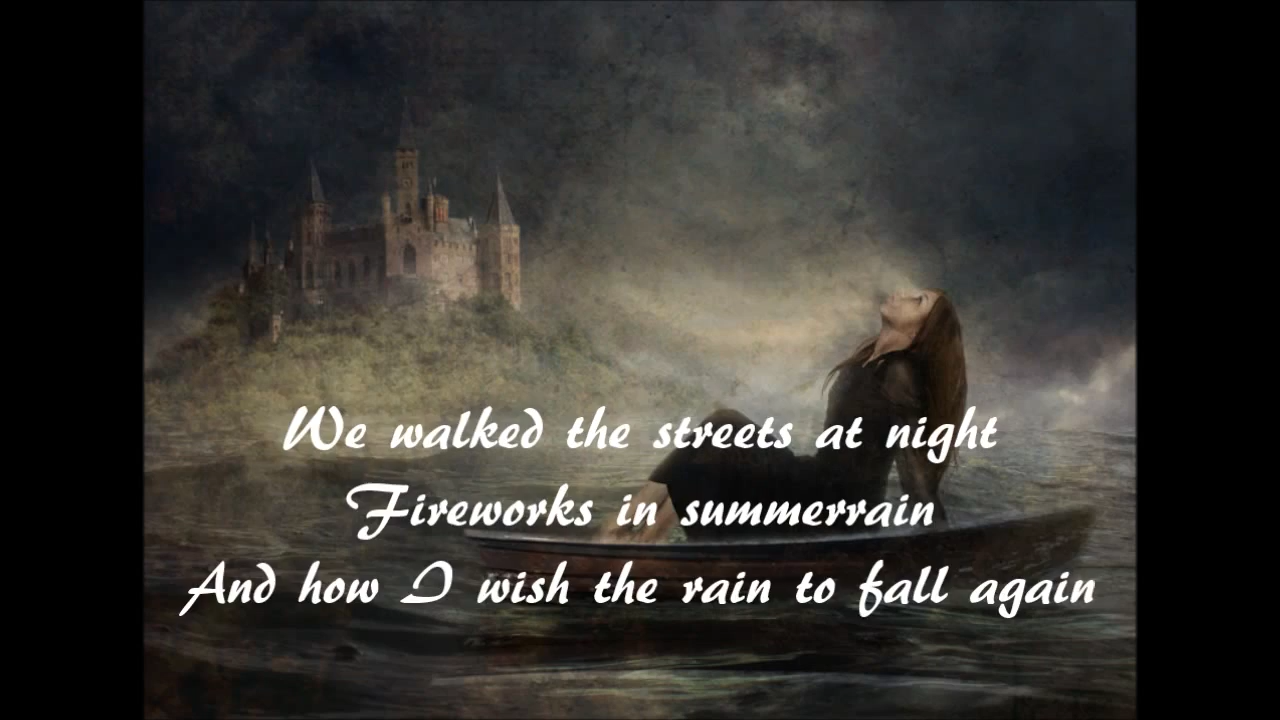 We walked the streets at night
Fireworks in summerrain
And how I wish the rain to fall again